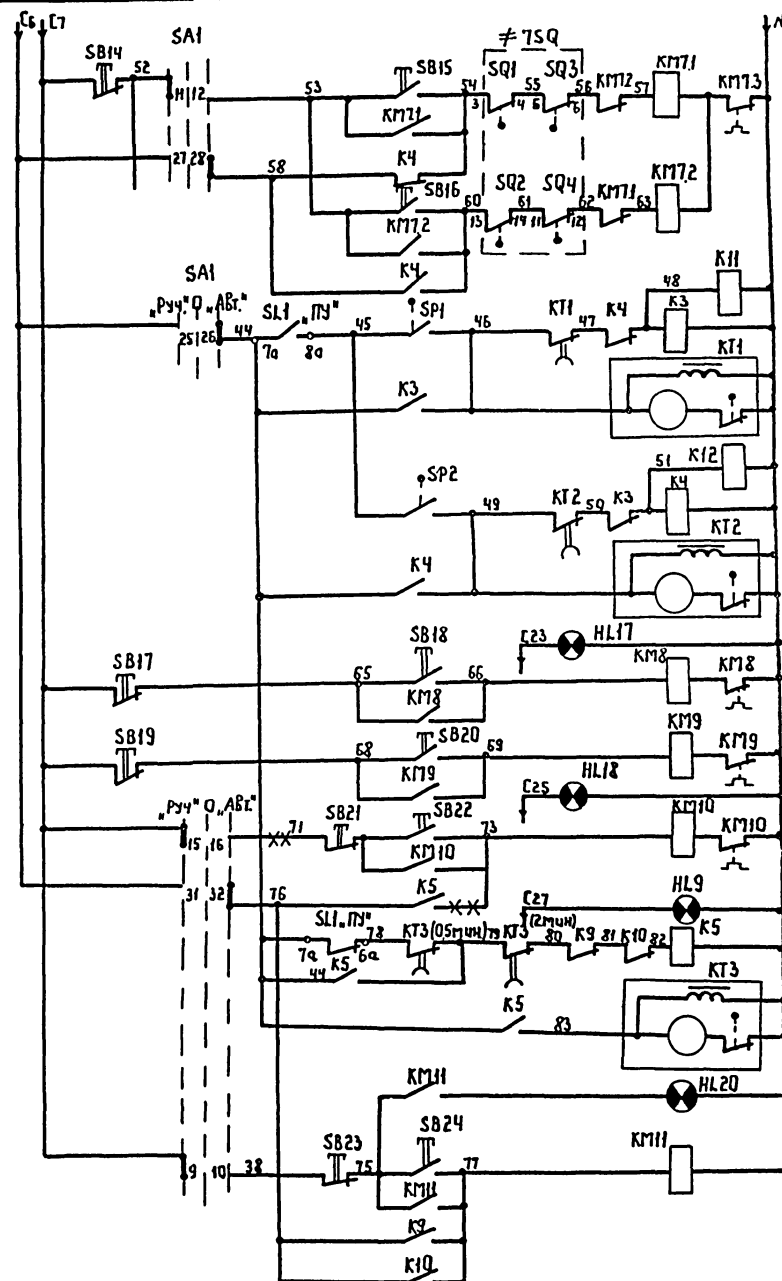 C6 C7 N
SB14 52 SA1 ≠7SQ
11 12 53 SB15 54 SQ1 55 SQ3 56 KM7.2 57 KM7.1 KM7.3
3 4 5 6
KM7.1
27 28 58 K4
SB16 60 SQ2 61 SQ4 62 KM7.1 63 KM7.2
13 14 11 12
KM7.2
K4
SA1
„Руч." 0 „Авт." SL1 „ПУ" 45 SP1 46 KT1 47 K4 48 K11
K3
25 26 44 7а 8а
KT1
K3
SP2 49 KT2 50 K3 51 K12
K4
KT2
K4
SB17 65 SB18 66 C23 HL17 KM8 KM8
KM8
SB19 68 SB20 69 KM9 KM9
KM9
C25 HL18
„Руч" 0 „Авт."
15 16 71 SB21 SB22 73 KM10 KM10
KM10
31 32 76 K5
C27 HL9
SL1 „ПУ" 78 KT3 (0,5мин) 79 KT3 (2мин) 80 K9 81 K10 82 K5
7а 6а
44 K5
KT3
K5 83
KM11 HL20
9 10 38 SB23 75 SB24 77 KM11
KM11
K9
K10